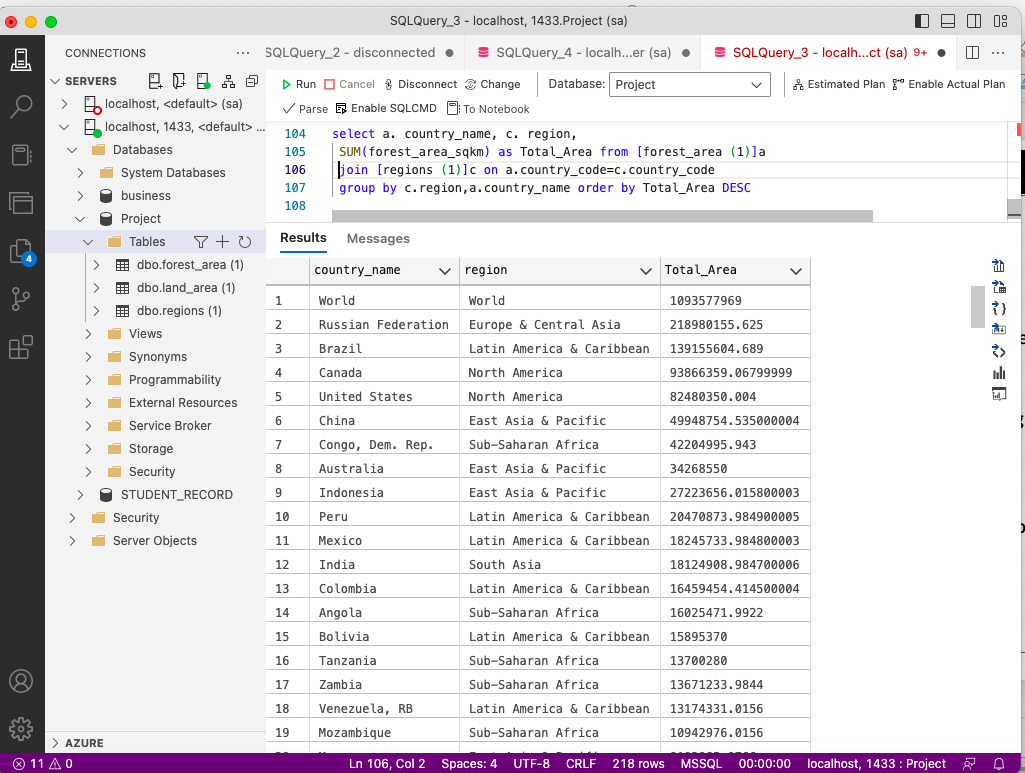 SQLQuery_3 - localhost, 1433.Project (sa)
CONNECTIONS
SQLQuery_2 - disconnected
SQLQuery_4 - localh...er (sa)
SQLQuery_3 - localh...ct (sa) 9+
SERVERS
Run
Cancel
Disconnect
Change
Database:
Project
Estimated Plan
Enable Actual Plan
Parse
Enable SQLCMD
To Notebook
localhost, <default> (sa)
localhost, 1433, <default> ...
Databases
System Databases
business
Project
Tables
dbo.forest_area (1)
dbo.land_area (1)
dbo.regions (1)
Views
Synonyms
Programmability
External Resources
Service Broker
Storage
Security
STUDENT_RECORD
Security
Server Objects
4
AZURE
104 select a. country_name, c. region,
105 SUM(forest_area_sqkm) as Total_Area from [forest_area (1)]a
106 join [regions (1)]c on a.country_code=c.country_code
107 group by c.region,a.country_name order by Total_Area DESC
108
Results Messages
country_name region Total_Area
1 World World 1093577969
2 Russian Federation Europe & Central Asia 218980155.625
3 Brazil Latin America & Caribbean 139155604.689
4 Canada North America 93866359.06799999
5 United States North America 82480350.004
6 China East Asia & Pacific 49948754.535000004
7 Congo, Dem. Rep. Sub-Saharan Africa 42204995.943
8 Australia East Asia & Pacific 34268550
9 Indonesia East Asia & Pacific 27223656.015800003
10 Peru Latin America & Caribbean 20470873.984900005
11 Mexico Latin America & Caribbean 18245733.984800003
12 India South Asia 18124908.984700006
13 Colombia Latin America & Caribbean 16459454.414500004
14 Angola Sub-Saharan Africa 16025471.9922
15 Bolivia Latin America & Caribbean 15895370
16 Tanzania Sub-Saharan Africa 13700280
17 Zambia Sub-Saharan Africa 13671233.9844
18 Venezuela, RB Latin America & Caribbean 13174331.0156
19 Mozambique Sub-Saharan Africa 10942976.0156
11 0
Ln 106, Col 2 Spaces: 4 UTF-8 CRLF 218 rows MSSQL 00:00:00 localhost, 1433 : Project